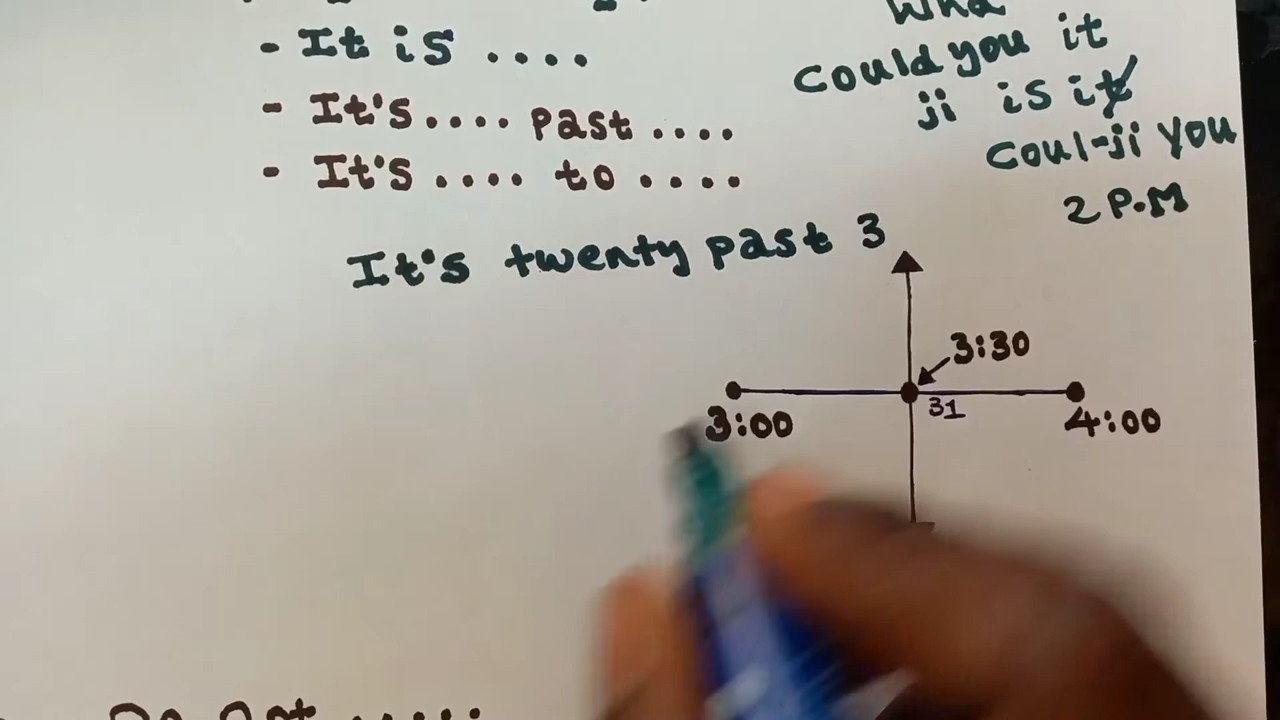 - It is ....
- It's.... past ....
- It's .... to ....
could you it
ji is it
coul-ji you
2 P.M
It's twenty past 3
3:30
31
3:00
4:00